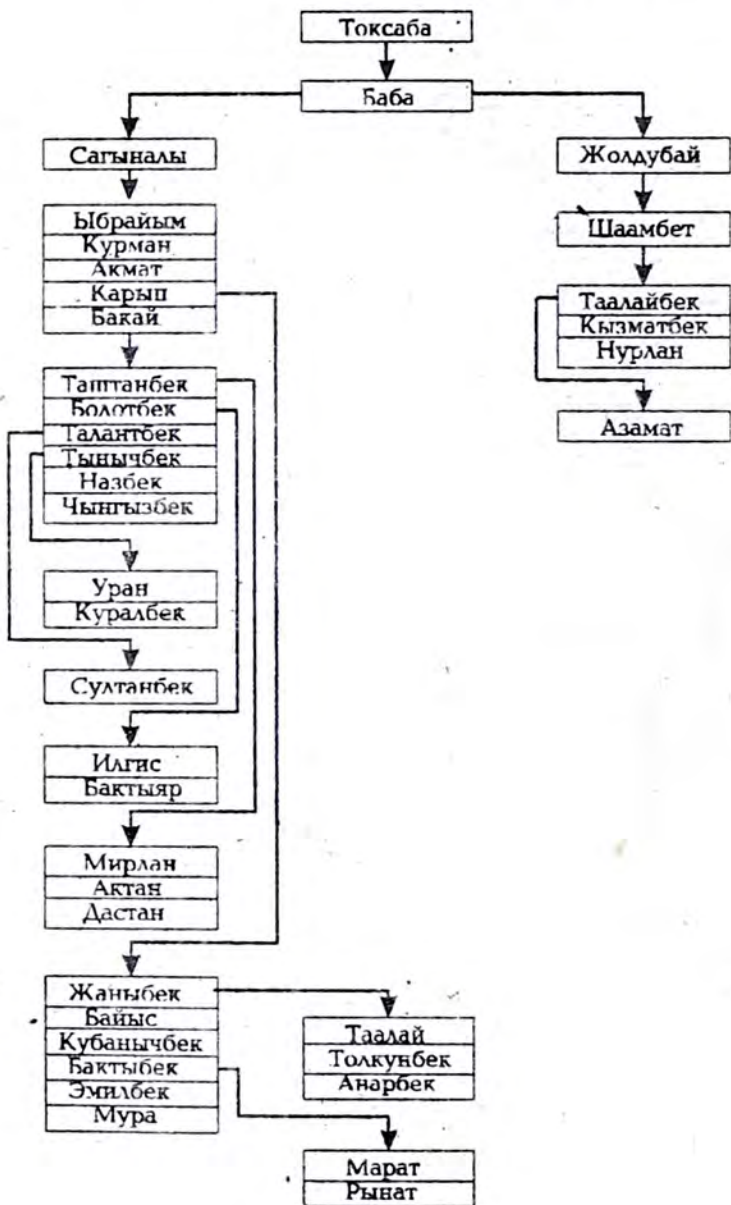 Токсаба
Баба
Сагыналы
Жолдубай
Ыбрайым
Курман
Акмат
Карып
Бакай
Шаамбет
Таалайбек
Кызматбек
Нурлан
Азамат
Таштанбек
Болотбек
Талантбек
Тынычбек
Назбек
Чынгызбек
Уран
Куралбек
Султанбек
Илгис
Бактыяр
Мирлан
Актан
Дастан
Жаныбек
Байыс
Кубанычбек
Бактыбек
Эмилбек
Мура
Таалай
Толкунбек
Анарбек
Марат
Рынат